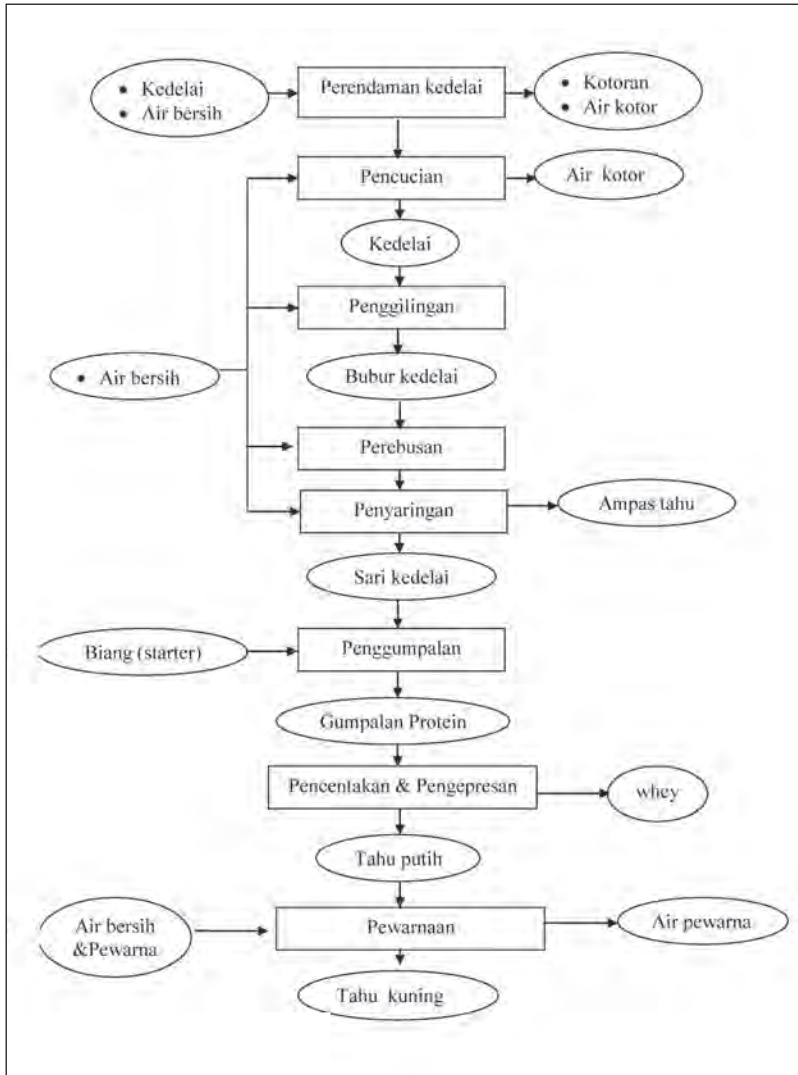 • Kedelai
• Air bersih
Perendaman kedelai
• Kotoran
• Air kotor
Pencucian
Air kotor
Kedelai
Penggilingan
• Air bersih
Bubur kedelai
Perebusan
Penyaringan
Ampas tahu
Sari kedelai
Biang (starter)
Penggumpalan
Gumpalan Protein
Pencentakan & Pengepresan
whey
Tahu putih
Air bersih
&Pewarna
Pewarnaan
Air pewarna
Tahu kuning